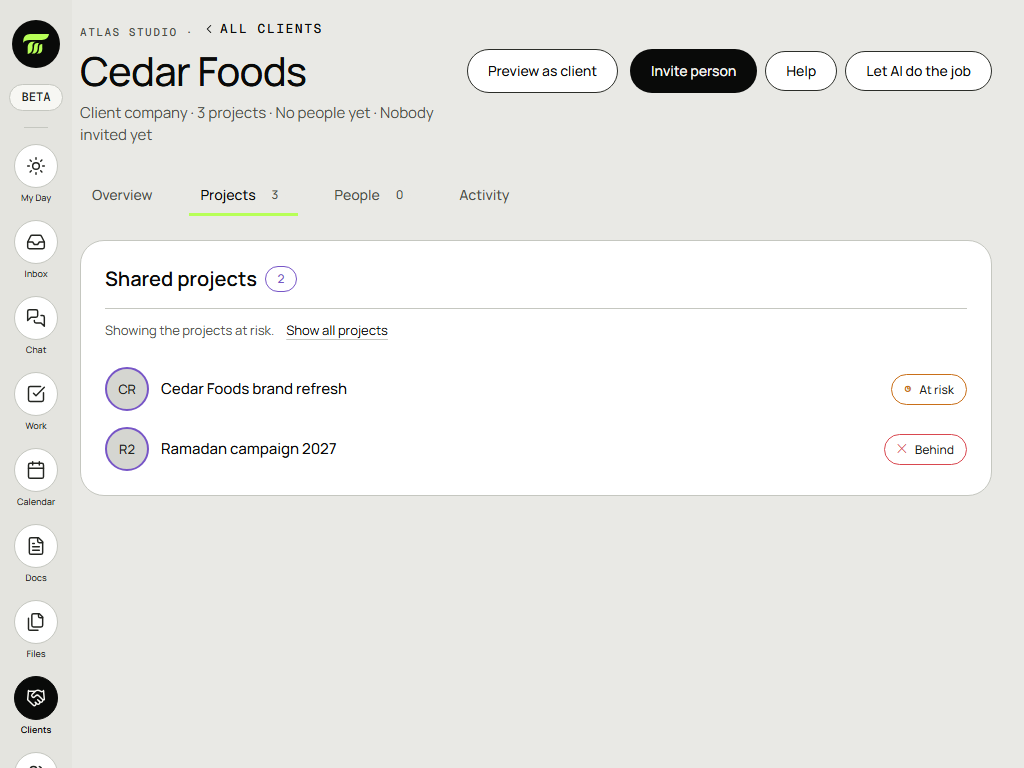 ATLAS STUDIO · ALL CLIENTS
Cedar Foods
Preview as client
Invite person
Help
Let AI do the job
BETA
Client company · 3 projects · No people yet · Nobody
invited yet
Overview
Projects 3
People 0
Activity
My Day
Inbox
Chat
Work
Calendar
Docs
Files
Clients
Shared projects 2
Showing the projects at risk. Show all projects
CR Cedar Foods brand refresh At risk
R2 Ramadan campaign 2027 Behind